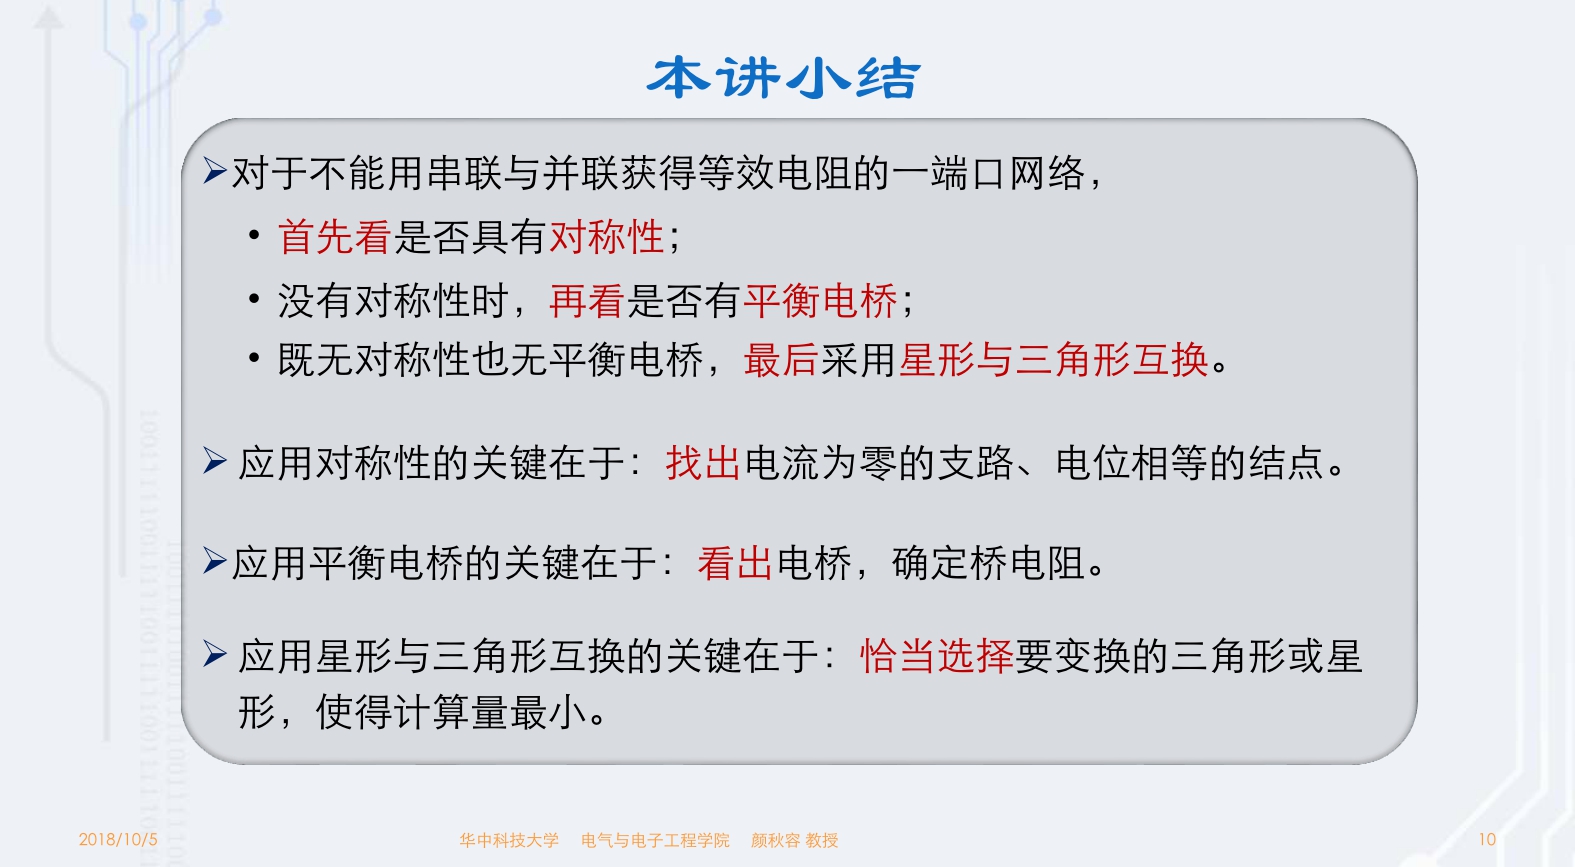 本讲小结
➢对于不能用串联与并联获得等效电阻的一端口网络，
• 首先看是否具有对称性；
• 没有对称性时，再看是否有平衡电桥；
• 既无对称性也无平衡电桥，最后采用星形与三角形互换。
➢ 应用对称性的关键在于：找出电流为零的支路、电位相等的结点。
➢应用平衡电桥的关键在于：看出电桥，确定桥电阻。
➢ 应用星形与三角形互换的关键在于：恰当选择要变换的三角形或星
形，使得计算量最小。
2018/10/5 华中科技大学 电气与电子工程学院 颜秋容 教授 10